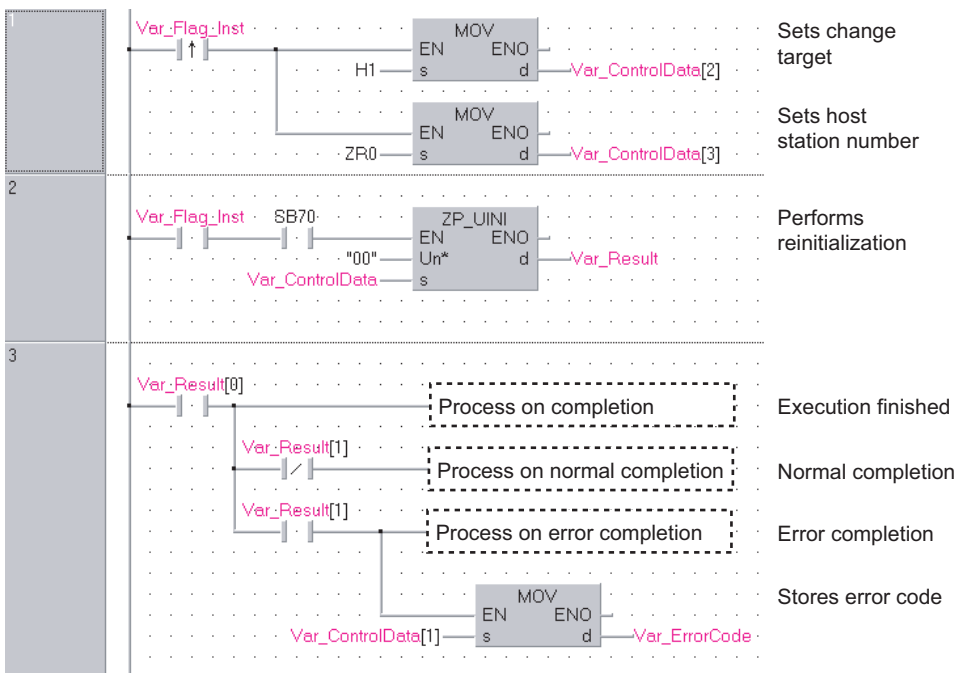 1
Var_Flag_Inst
MOV
EN ENO
H1 s d Var_ControlData[2]
Sets change
target
MOV
EN ENO
ZR0 s d Var_ControlData[3]
Sets host
station number
2
Var_Flag_Inst SB70
ZP_UINI
EN ENO
"00" Un* d Var_Result
Var_ControlData s
Performs
reinitialization
3
Var_Result[0]
Process on completion
Execution finished
Var_Result[1]
Process on normal completion
Normal completion
Var_Result[1]
Process on error completion
Error completion
MOV
EN ENO
Var_ControlData[1] s d Var_ErrorCode
Stores error code